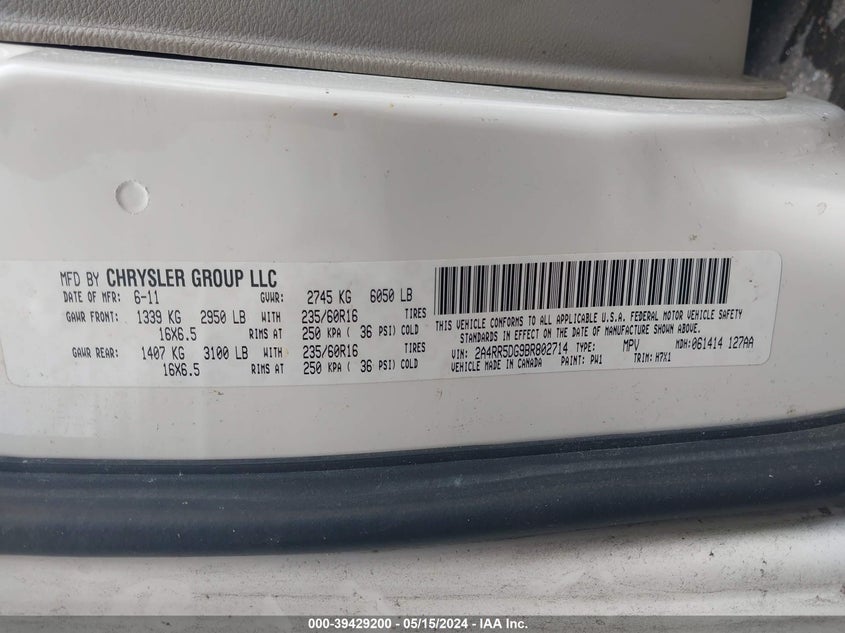 MFD BY CHRYSLER GROUP LLC
DATE OF MFR: 6-11 GVWR: 2745 KG 6050 LB
GAWR FRONT: 1339 KG 2950 LB WITH 235/60R16 TIRES
16X6.5 RIMS AT 250 KPA ( 36 PSI) COLD
GAWR REAR: 1407 KG 3100 LB WITH 235/60R16 TIRES
16X6.5 RIMS AT 250 KPA ( 36 PSI) COLD
THIS VEHICLE CONFORMS TO ALL APPLICABLE U.S.A. FEDERAL MOTOR VEHICLE SAFETY
STANDARDS IN EFFECT ON THE DATE OF MANUFACTURE SHOWN ABOVE.
VIN: 2A4RR5DG9BR802714 TYPE: MPV MDH: 061414 127AA
VEHICLE MADE IN CANADA PAINT: PW1 TRIM: H7X1
000-39429200 - 05/15/2024 - IAA Inc.